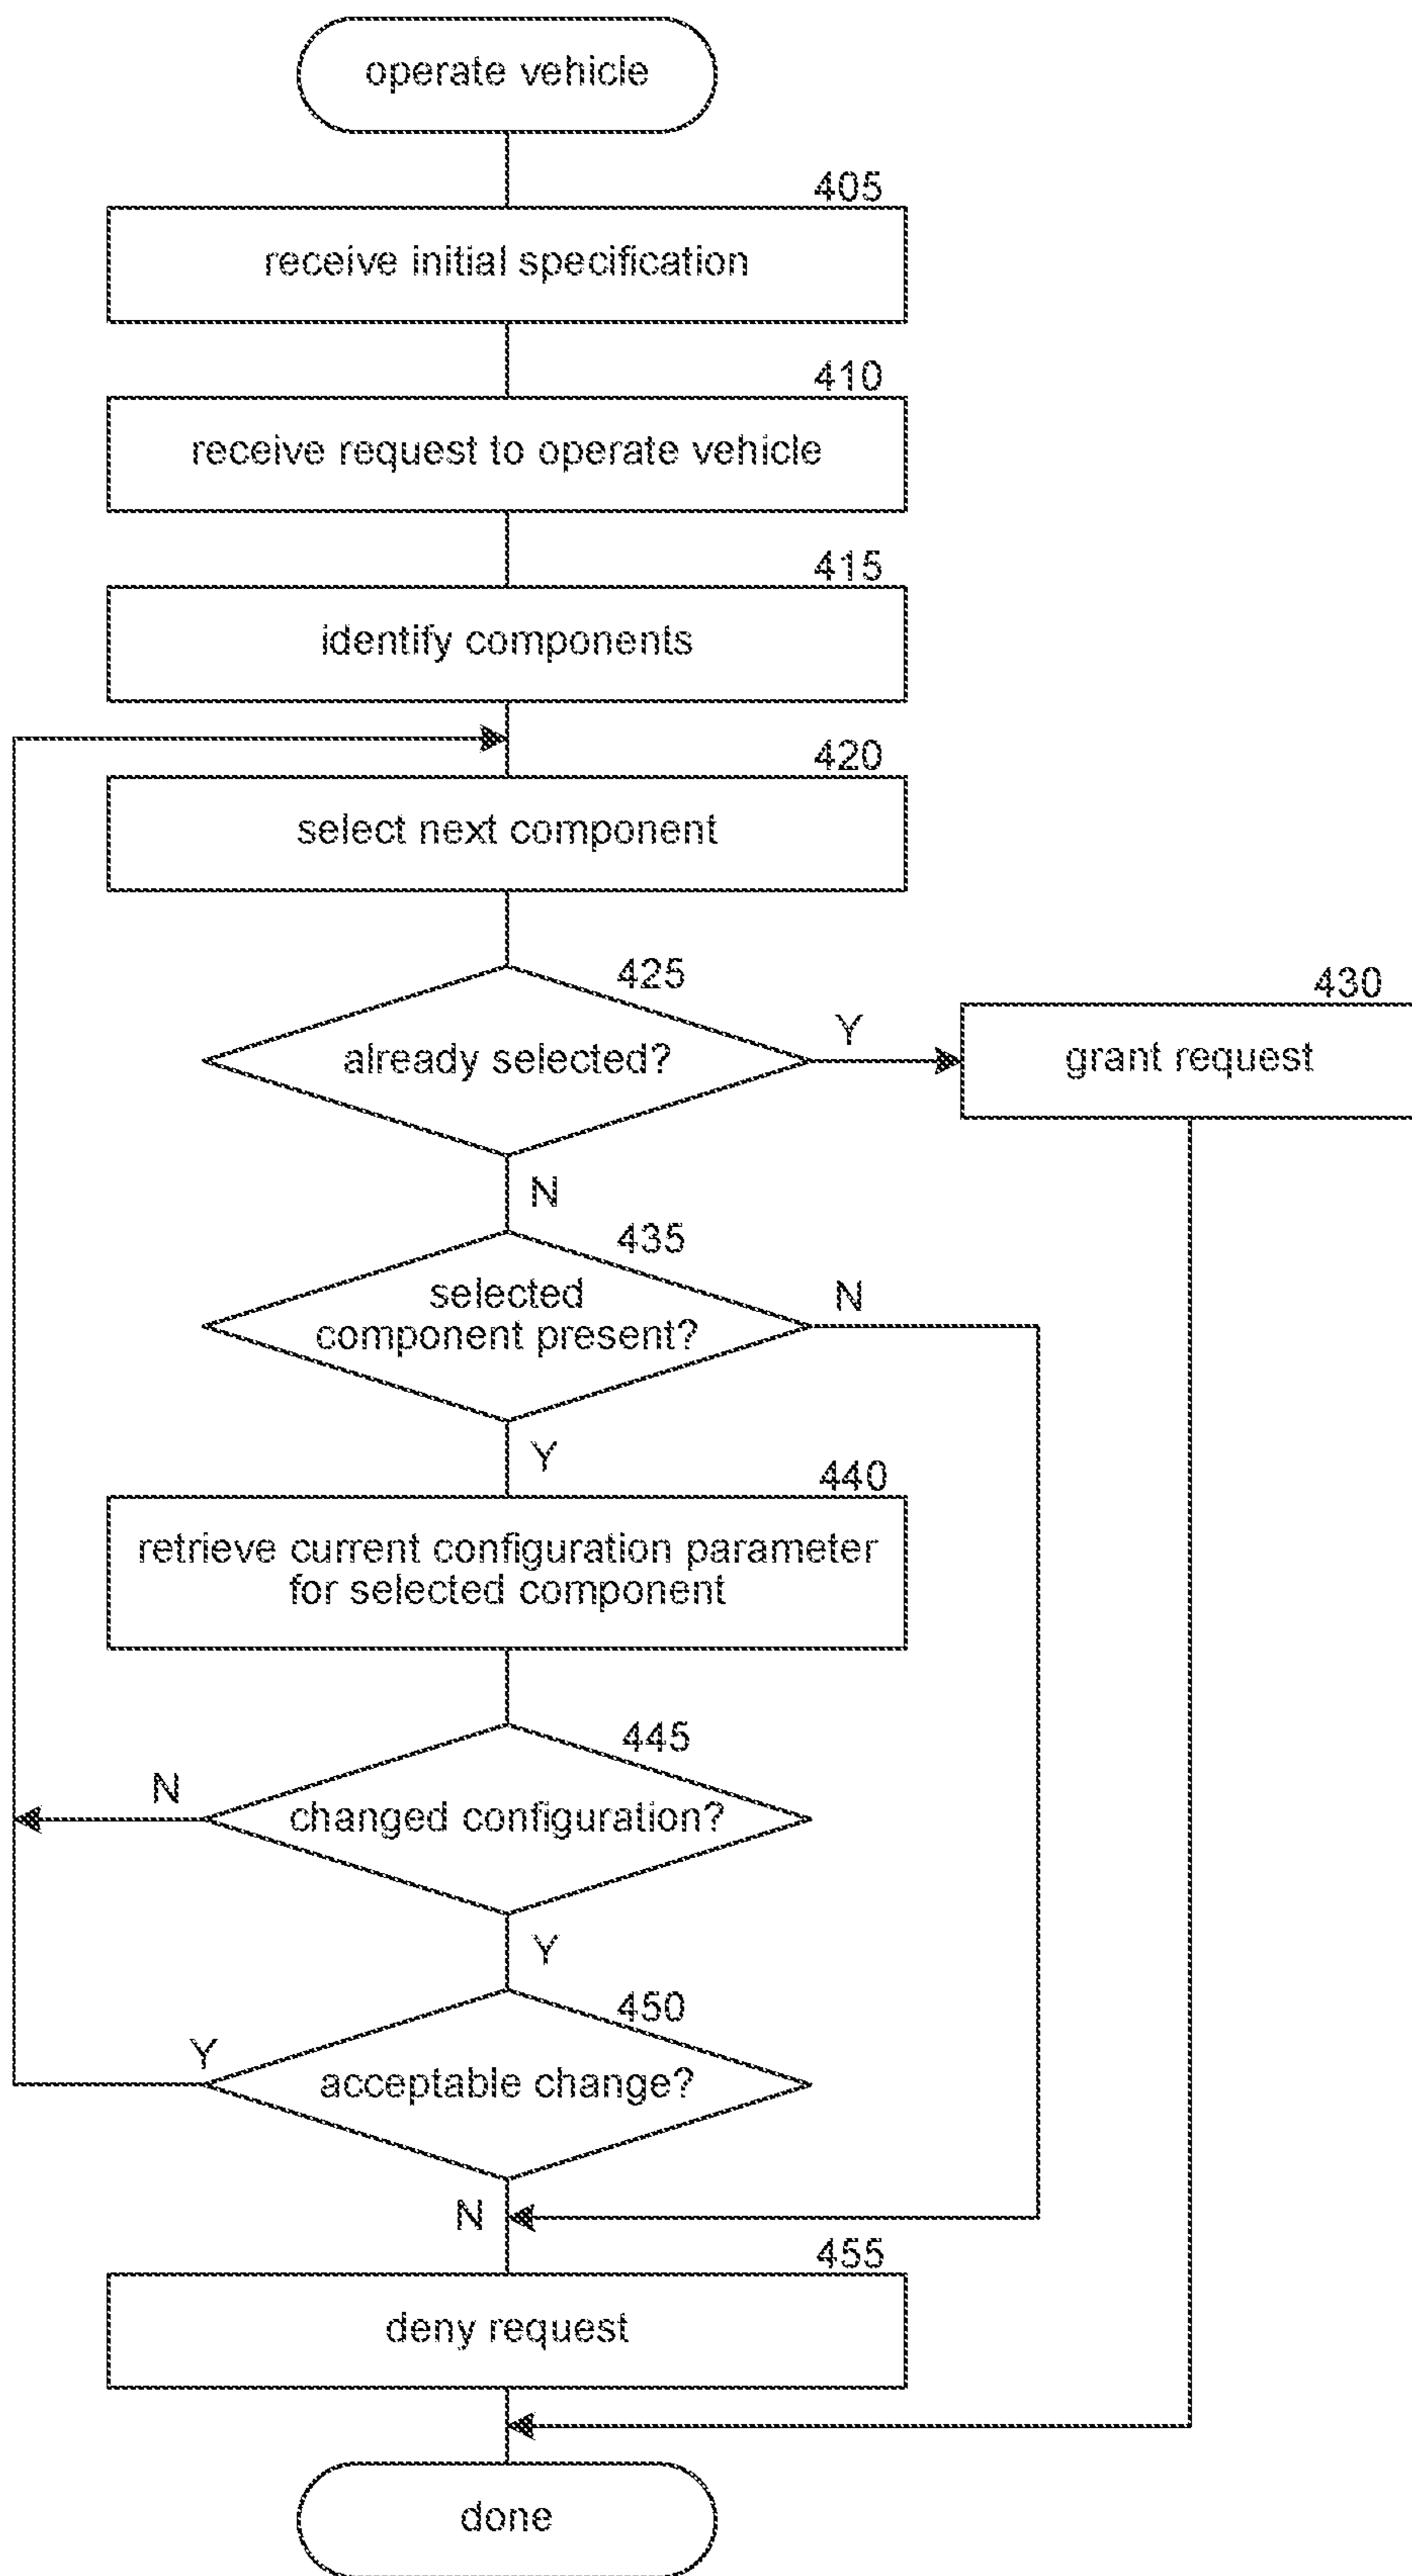 operate vehicle
405
receive initial specification
410
receive request to operate vehicle
415
identify components
420
select next component
425
already selected?
Y
430
grant request
N
435
selected
component present?
N
Y
440
retrieve current configuration parameter
for selected component
445
changed configuration?
N
Y
450
acceptable change?
Y
N
455
deny request
done